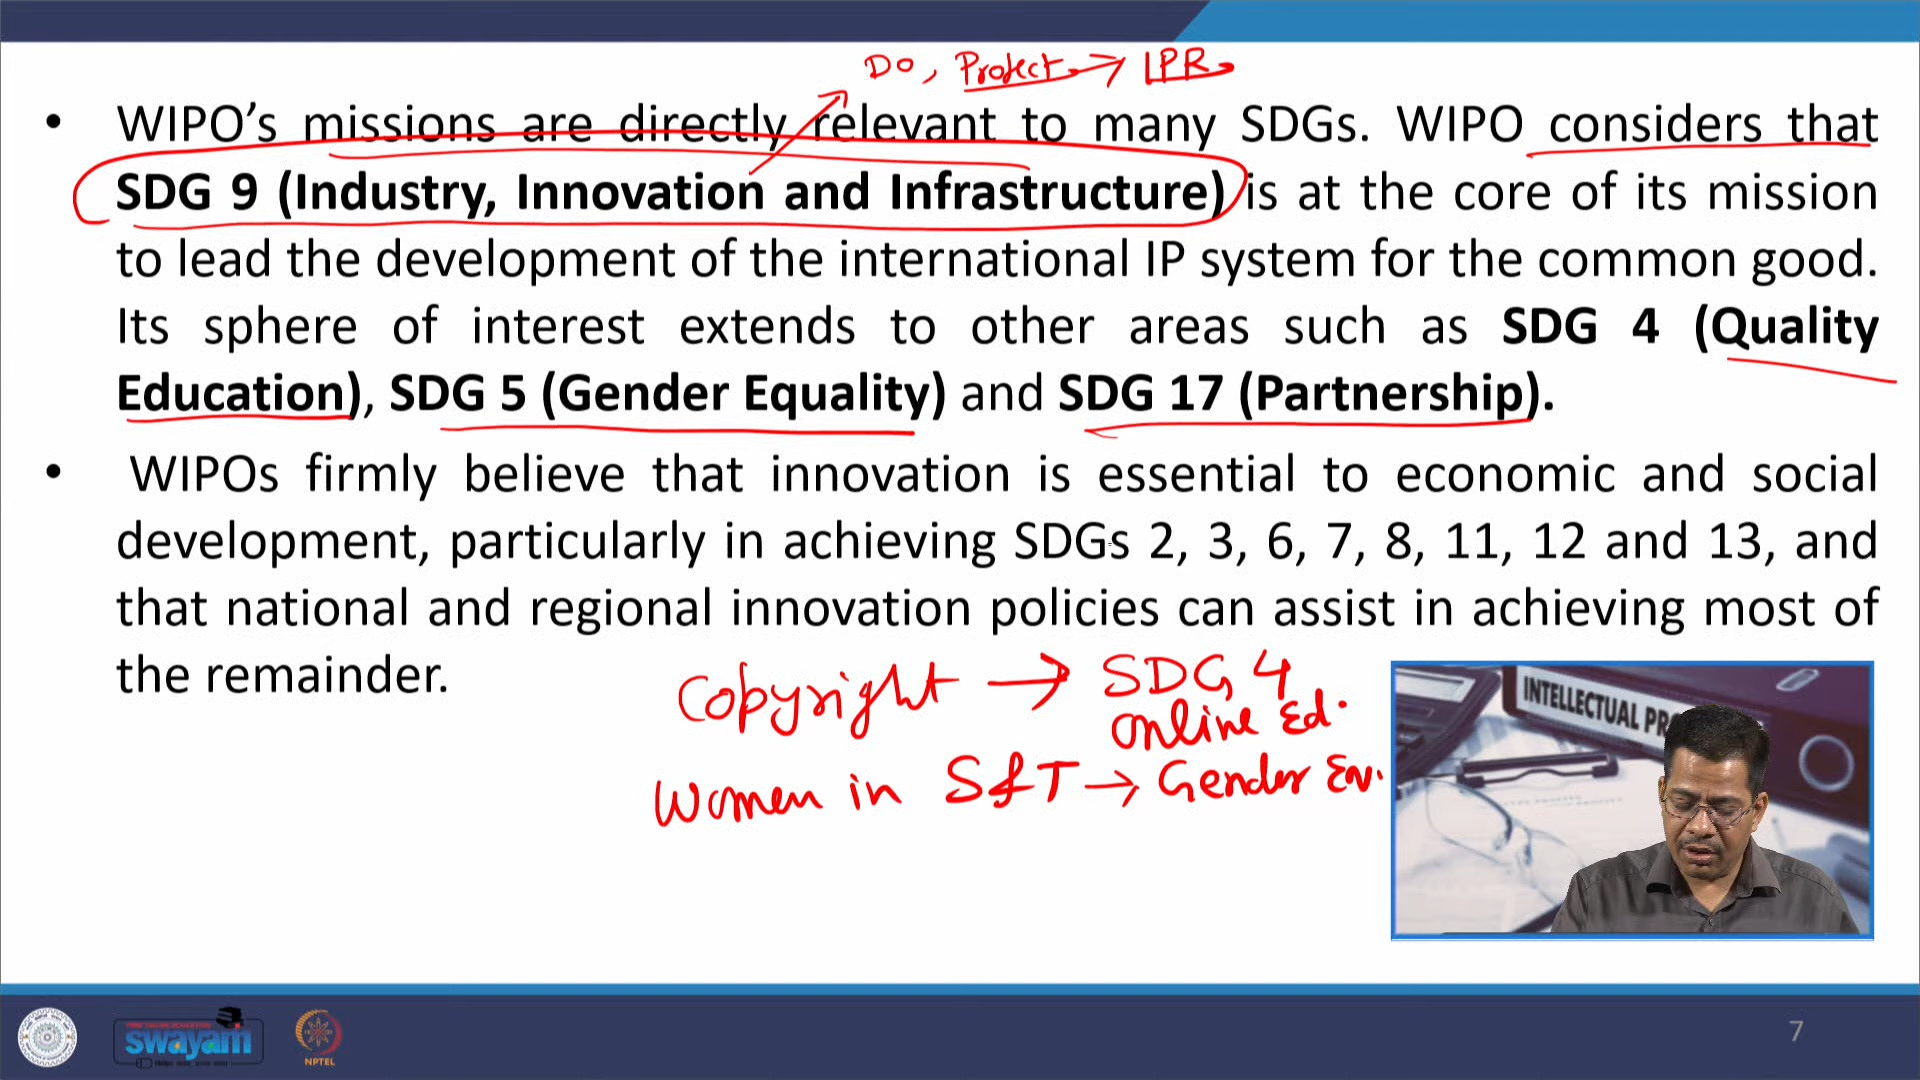 Do, Protect → IPR
• WIPO’s missions are directly relevant to many SDGs. WIPO considers that
SDG 9 (Industry, Innovation and Infrastructure) is at the core of its mission
to lead the development of the international IP system for the common good.
Its sphere of interest extends to other areas such as SDG 4 (Quality
Education), SDG 5 (Gender Equality) and SDG 17 (Partnership).
• WIPOs firmly believe that innovation is essential to economic and social
development, particularly in achieving SDGs 2, 3, 6, 7, 8, 11, 12 and 13, and
that national and regional innovation policies can assist in achieving most of
the remainder.
Copyright → SDG 4
Online Ed.
Women in S&T → Gender
INTELLECTUAL PRO
swayam
NPTEL
7